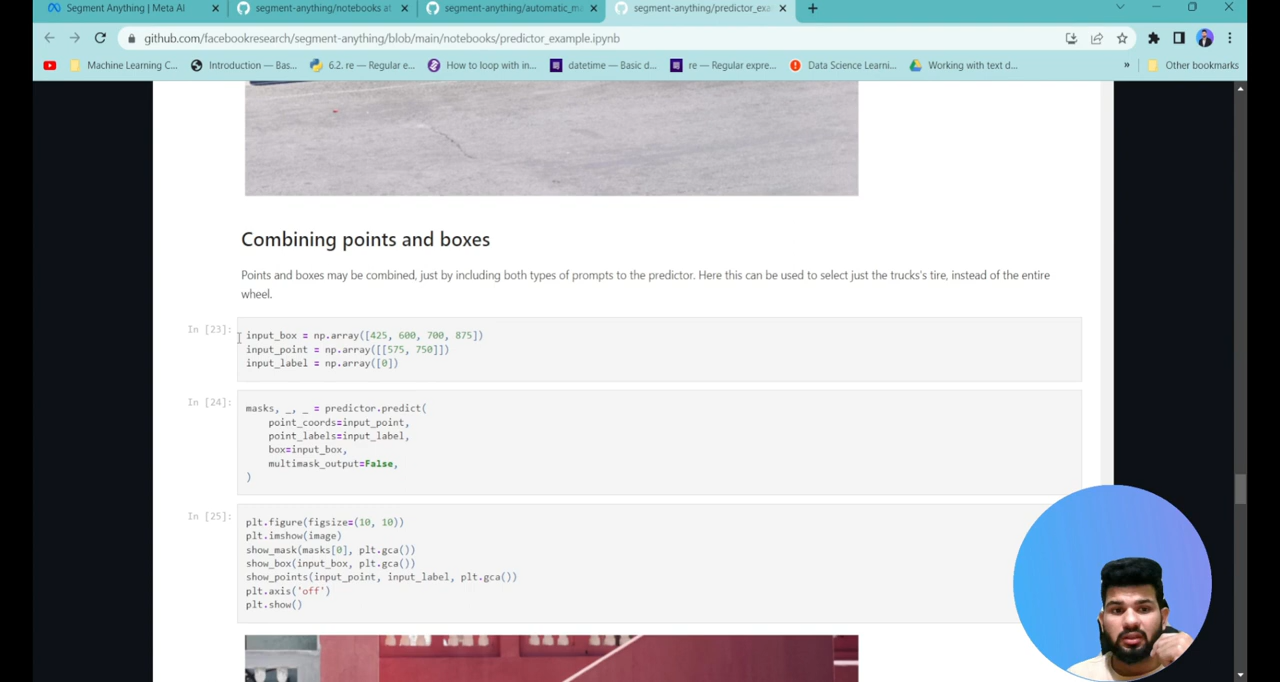 Segment Anything | Meta AI
segment-anything/notebooks at
segment-anything/automatic_ma
segment-anything/predictor_exa
github.com/facebookresearch/segment-anything/blob/main/notebooks/predictor_example.ipynb
Machine Learning C...
Introduction — Bas...
6.2. re — Regular e...
How to loop with in...
datetime — Basic d...
re — Regular expre...
Data Science Learni...
Working with text d...
»
Other bookmarks
Combining points and boxes
Points and boxes may be combined, just by including both types of prompts to the predictor. Here this can be used to select just the trucks's tire, instead of the entire
wheel.
In [23]:
input_box = np.array([425, 600, 700, 875])
input_point = np.array([[575, 750]])
input_label = np.array([0])
In [24]:
masks, _, _ = predictor.predict(
point_coords=input_point,
point_labels=input_label,
box=input_box,
multimask_output=False,
)
In [25]:
plt.figure(figsize=(10, 10))
plt.imshow(image)
show_mask(masks[0], plt.gca())
show_box(input_box, plt.gca())
show_points(input_point, input_label, plt.gca())
plt.axis('off')
plt.show()